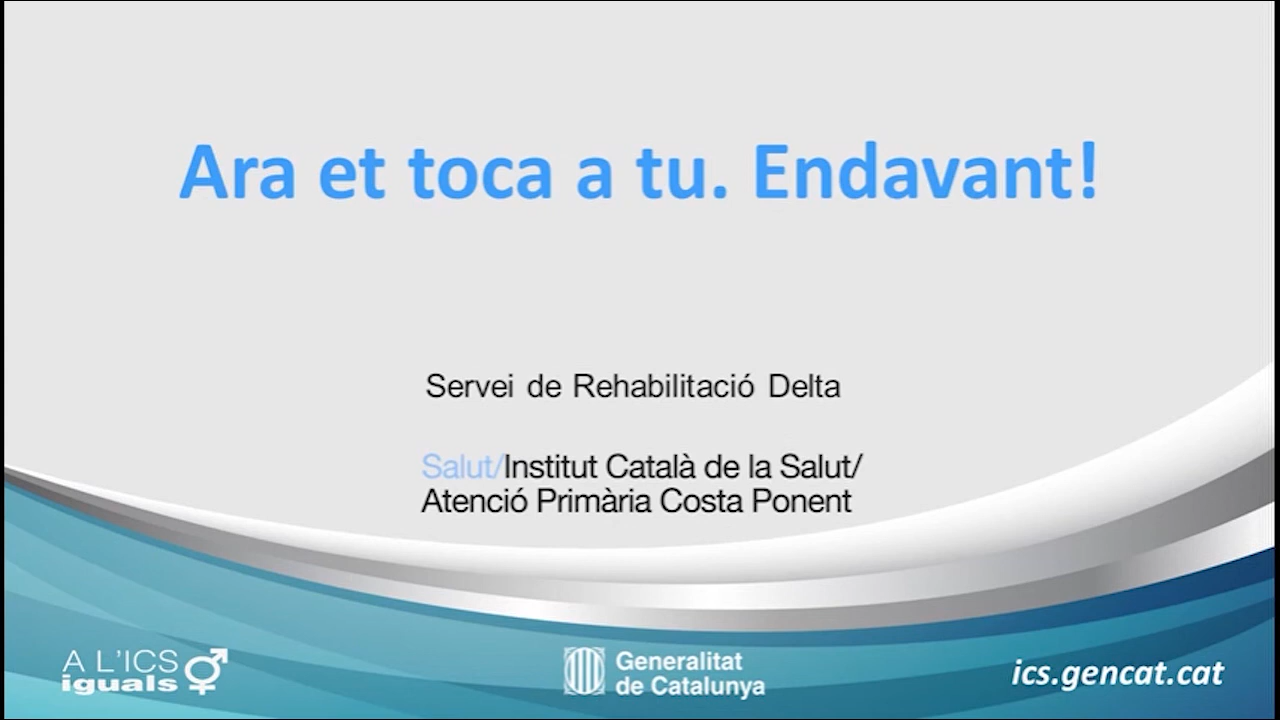 Ara et toca a tu. Endavant!
Servei de Rehabilitació Delta
Salut/Institut Català de la Salut/
Atenció Primària Costa Ponent
A L'ICS
iguals
Generalitat
de Catalunya
ics.gencat.cat